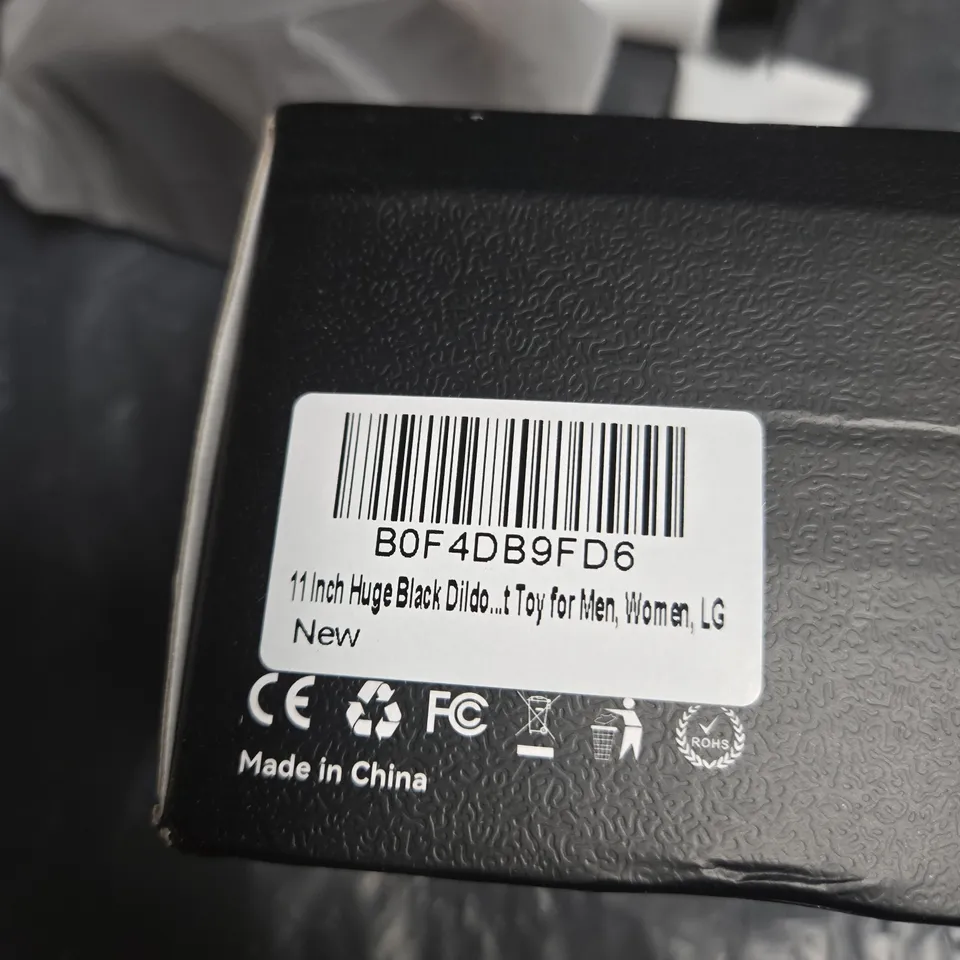 B0F4DB9FD6
11 Inch Huge Black Dildo...t Toy for Men, Women, LG
New
CE FC ROHS
Made in China